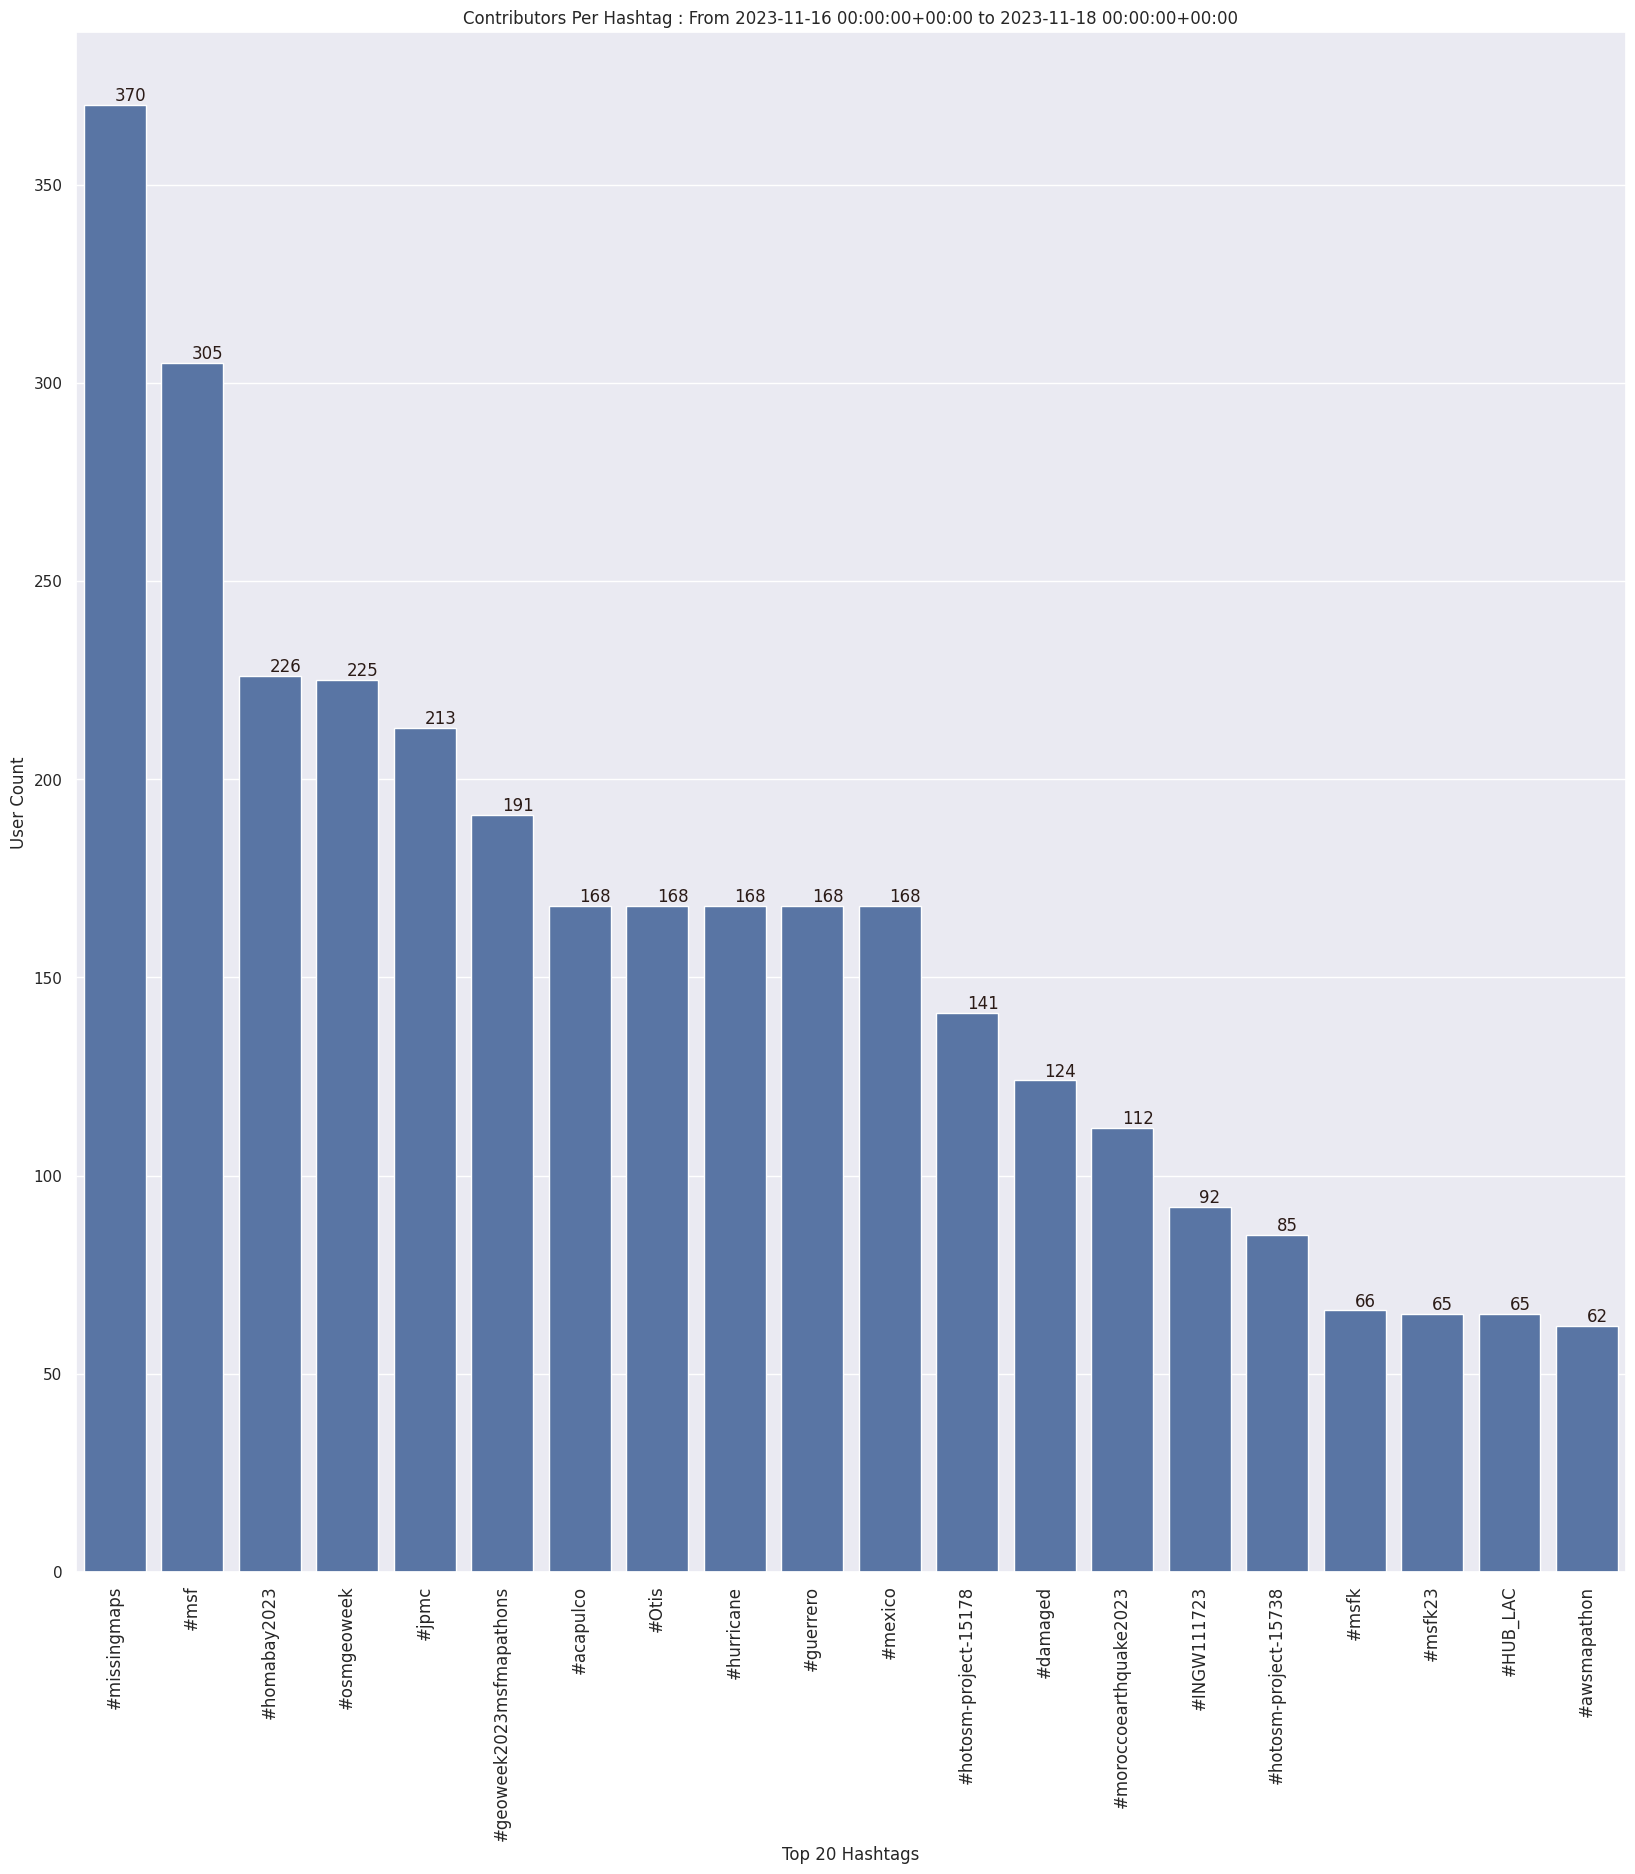 Contributors Per Hashtag : From 2023-11-16 00:00:00+00:00 to 2023-11-18 00:00:00+00:00
User Count
350
300
250
200
150
100
50
0
370
305
226
225
213
191
168
168
168
168
168
141
124
112
92
85
66
65
65
62
#missingmaps
#msf
#homabay2023
#osmgeoweek
#jpmc
#geoweek2023msfmapathons
#acapulco
#Otis
#hurricane
#guerrero
#mexico
#hotosm-project-15178
#damaged
#moroccoearthquake2023
#INGW111723
#hotosm-project-15738
#msfk
#msfk23
#HUB_LAC
#awsmapathon
Top 20 Hashtags